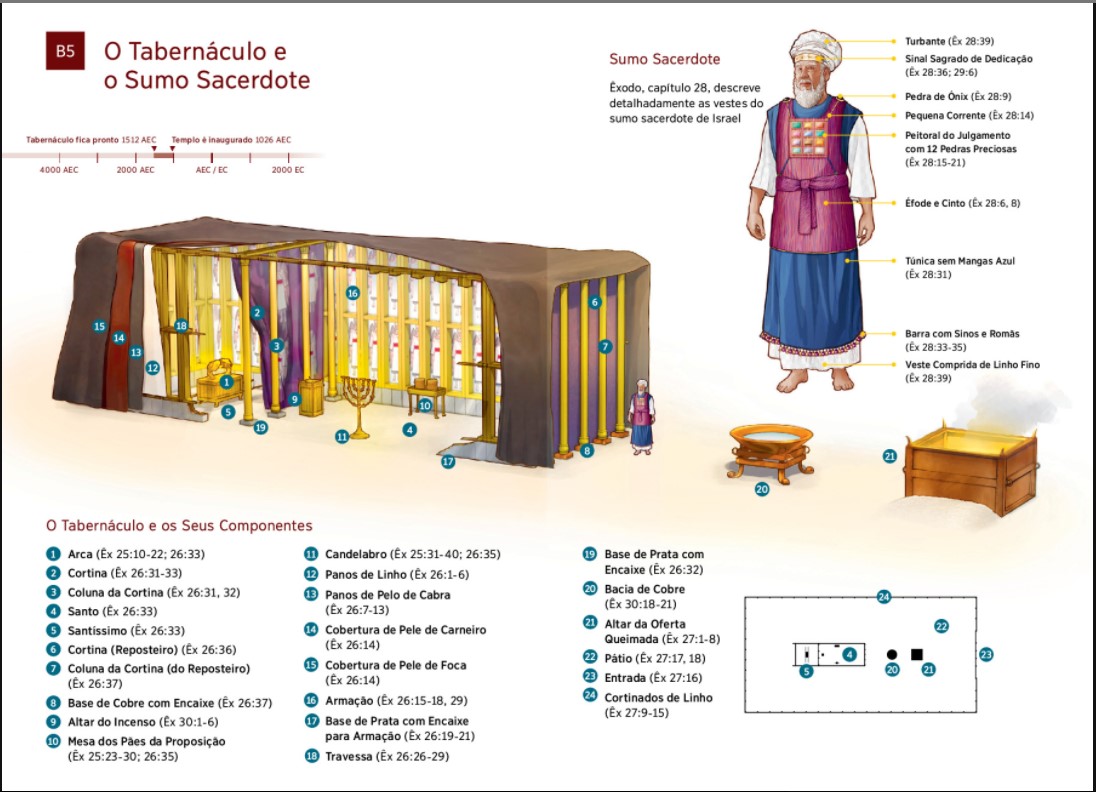 B5
O Tabernáculo e
o Sumo Sacerdote
Tabernáculo fica pronto 1512 AEC
Templo é inaugurado 1026 AEC
4000 AEC
2000 AEC
AEC / EC
2000 EC
Sumo Sacerdote
Êxodo, capítulo 28, descreve
detalhadamente as vestes do
sumo sacerdote de Israel
Turbante (Êx 28:39)
Sinal Sagrado de Dedicação
(Êx 28:36; 29:6)
Pedra de Ónix (Êx 28:9)
Pequena Corrente (Êx 28:14)
Peitoral do Julgamento
com 12 Pedras Preciosas
(Êx 28:15-21)
Éfode e Cinto (Êx 28:6, 8)
Túnica sem Mangas Azul
(Êx 28:31)
Barra com Sinos e Romãs
(Êx 28:33-35)
Veste Comprida de Linho Fino
(Êx 28:39)
15
14
13
12
18
1
5
2
3
19
9
16
11
4
10
17
6
7
8
20
21
O Tabernáculo e os Seus Componentes
1 Arca (Êx 25:10-22; 26:33)
2 Cortina (Êx 26:31-33)
3 Coluna da Cortina (Êx 26:31, 32)
4 Santo (Êx 26:33)
5 Santíssimo (Êx 26:33)
6 Cortina (Reposteiro) (Êx 26:36)
7 Coluna da Cortina (do Reposteiro)
(Êx 26:37)
8 Base de Cobre com Encaixe (Êx 26:37)
9 Altar do Incenso (Êx 30:1-6)
10 Mesa dos Pães da Proposição
(Êx 25:23-30; 26:35)
11 Candelabro (Êx 25:31-40; 26:35)
12 Panos de Linho (Êx 26:1-6)
13 Panos de Pelo de Cabra
(Êx 26:7-13)
14 Cobertura de Pele de Carneiro
(Êx 26:14)
15 Cobertura de Pele de Foca
(Êx 26:14)
16 Armação (Êx 26:15-18, 29)
17 Base de Prata com Encaixe
para Armação (Êx 26:19-21)
18 Travessa (Êx 26:26-29)
19 Base de Prata com
Encaixe (Êx 26:32)
20 Bacia de Cobre
(Êx 30:18-21)
21 Altar da Oferta
Queimada (Êx 27:1-8)
22 Pátio (Êx 27:17, 18)
23 Entrada (Êx 27:16)
24 Cortinados de Linho
(Êx 27:9-15)
24
22
23
4
5
20
21